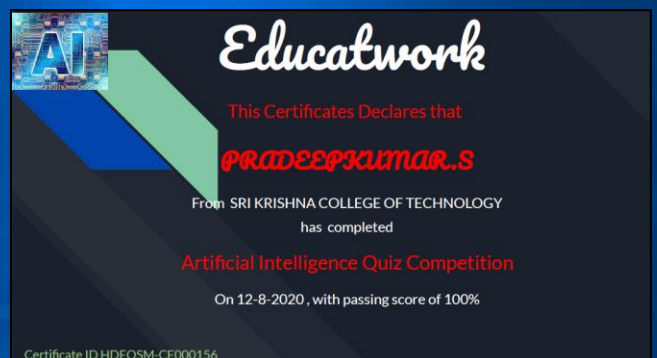 AI
Educatwork
This Certificates Declares that
PRADEEPKUMAR.S
From SRI KRISHNA COLLEGE OF TECHNOLOGY
has completed
Artificial Intelligence Quiz Competition
On 12-8-2020 , with passing score of 100%
Certificate ID HDEOSM-CE000156